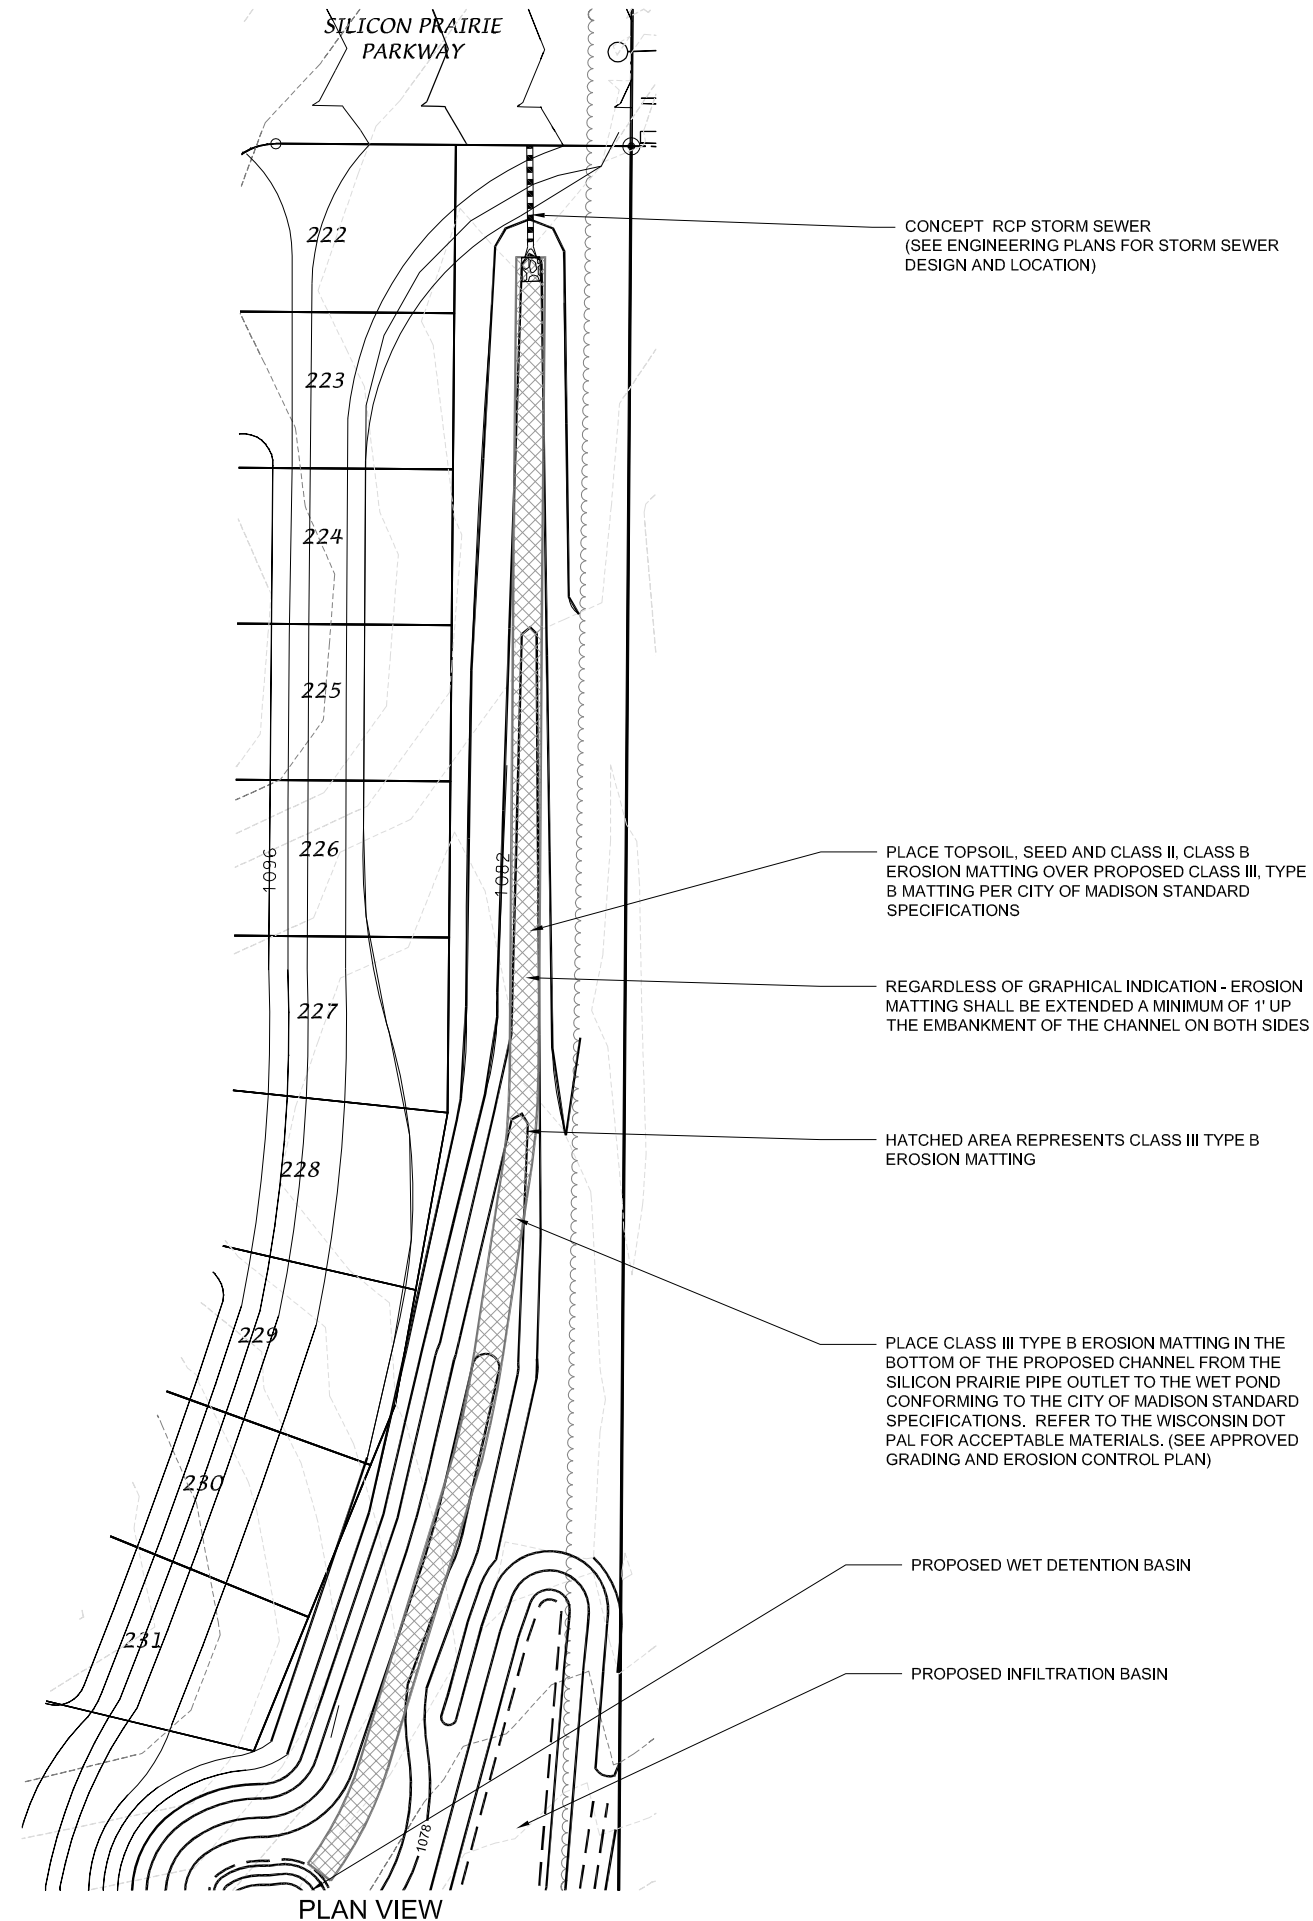 SILICON PRAIRIE
PARKWAY
222
CONCEPT RCP STORM SEWER
(SEE ENGINEERING PLANS FOR STORM SEWER
DESIGN AND LOCATION)
223
224
225
226
1096
1082
PLACE TOPSOIL, SEED AND CLASS II, CLASS B
EROSION MATTING OVER PROPOSED CLASS III, TYPE
B MATTING PER CITY OF MADISON STANDARD
SPECIFICATIONS
227
REGARDLESS OF GRAPHICAL INDICATION - EROSION
MATTING SHALL BE EXTENDED A MINIMUM OF 1' UP
THE EMBANKMENT OF THE CHANNEL ON BOTH SIDES
228
HATCHED AREA REPRESENTS CLASS III TYPE B
EROSION MATTING
229
PLACE CLASS III TYPE B EROSION MATTING IN THE
BOTTOM OF THE PROPOSED CHANNEL FROM THE
SILICON PRAIRIE PIPE OUTLET TO THE WET POND
CONFORMING TO THE CITY OF MADISON STANDARD
SPECIFICATIONS. REFER TO THE WISCONSIN DOT
PAL FOR ACCEPTABLE MATERIALS. (SEE APPROVED
GRADING AND EROSION CONTROL PLAN)
230
PROPOSED WET DETENTION BASIN
231
PROPOSED INFILTRATION BASIN
1078
PLAN VIEW